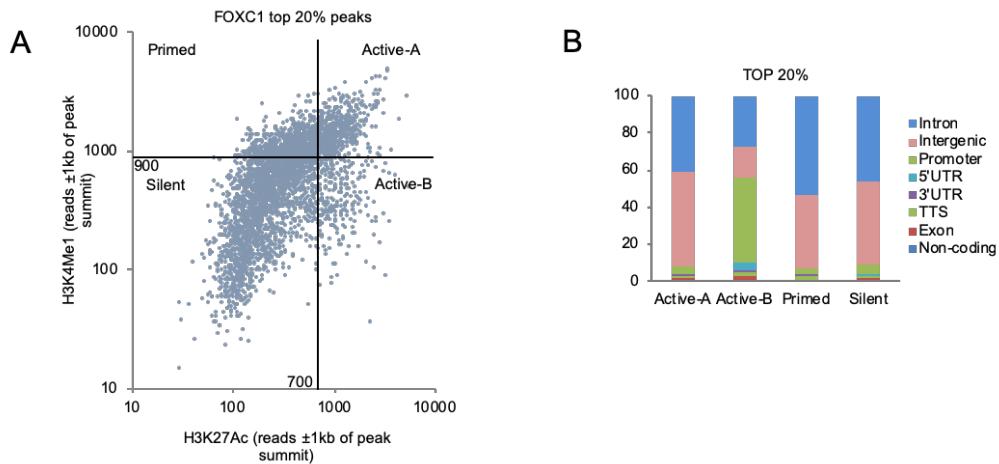 A
FOXC1 top 20% peaks
10000
1000
100
10
H3K4Me1 (reads ±1kb of peak
summit)
Primed
Active-A
900
Silent
Active-B
700
10
100
1000
10000
H3K27Ac (reads ±1kb of peak
summit)
B
TOP 20%
100
80
60
40
20
0
Active-A
Active-B
Primed
Silent
Intron
Intergenic
Promoter
5'UTR
3'UTR
TTS
Exon
Non-coding